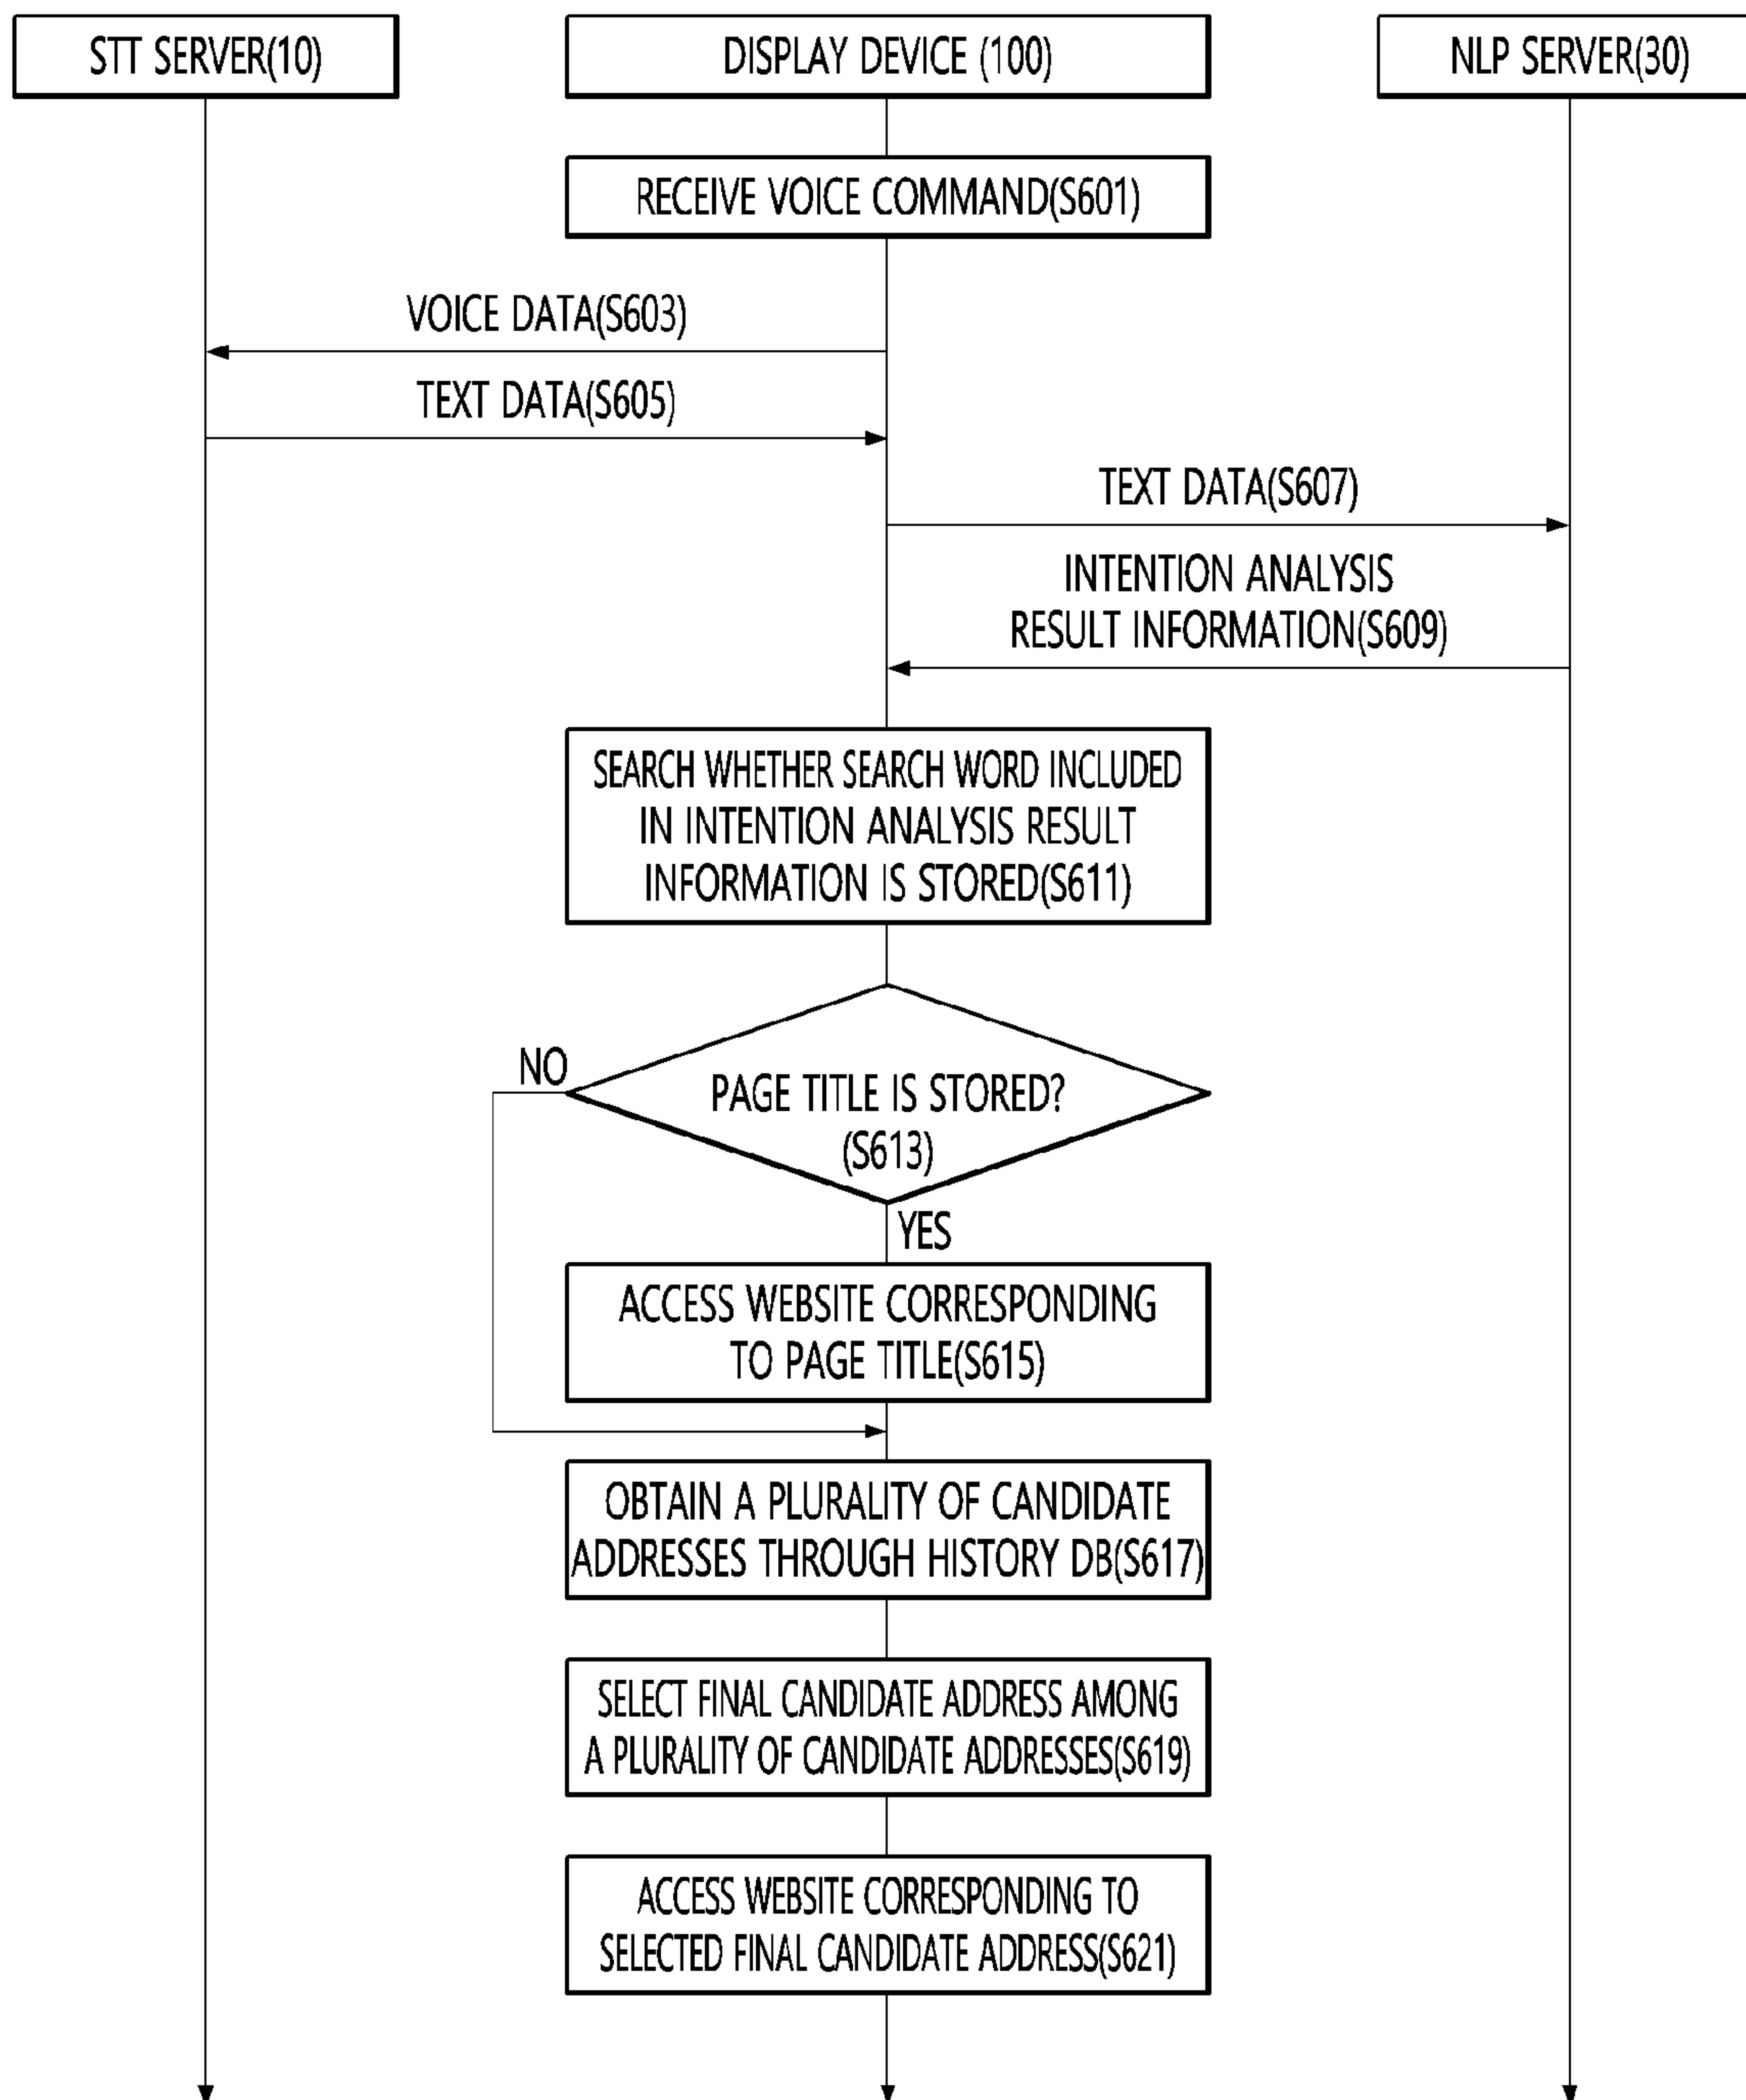 STT SERVER(10)
DISPLAY DEVICE (100)
NLP SERVER(30)
RECEIVE VOICE COMMAND(S601)
VOICE DATA(S603)
TEXT DATA(S605)
TEXT DATA(S607)
INTENTION ANALYSIS
RESULT INFORMATION(S609)
SEARCH WHETHER SEARCH WORD INCLUDED
IN INTENTION ANALYSIS RESULT
INFORMATION IS STORED(S611)
NO
PAGE TITLE IS STORED?
(S613)
YES
ACCESS WEBSITE CORRESPONDING
TO PAGE TITLE(S615)
OBTAIN A PLURALITY OF CANDIDATE
ADDRESSES THROUGH HISTORY DB(S617)
SELECT FINAL CANDIDATE ADDRESS AMONG
A PLURALITY OF CANDIDATE ADDRESSES(S619)
ACCESS WEBSITE CORRESPONDING TO
SELECTED FINAL CANDIDATE ADDRESS(S621)